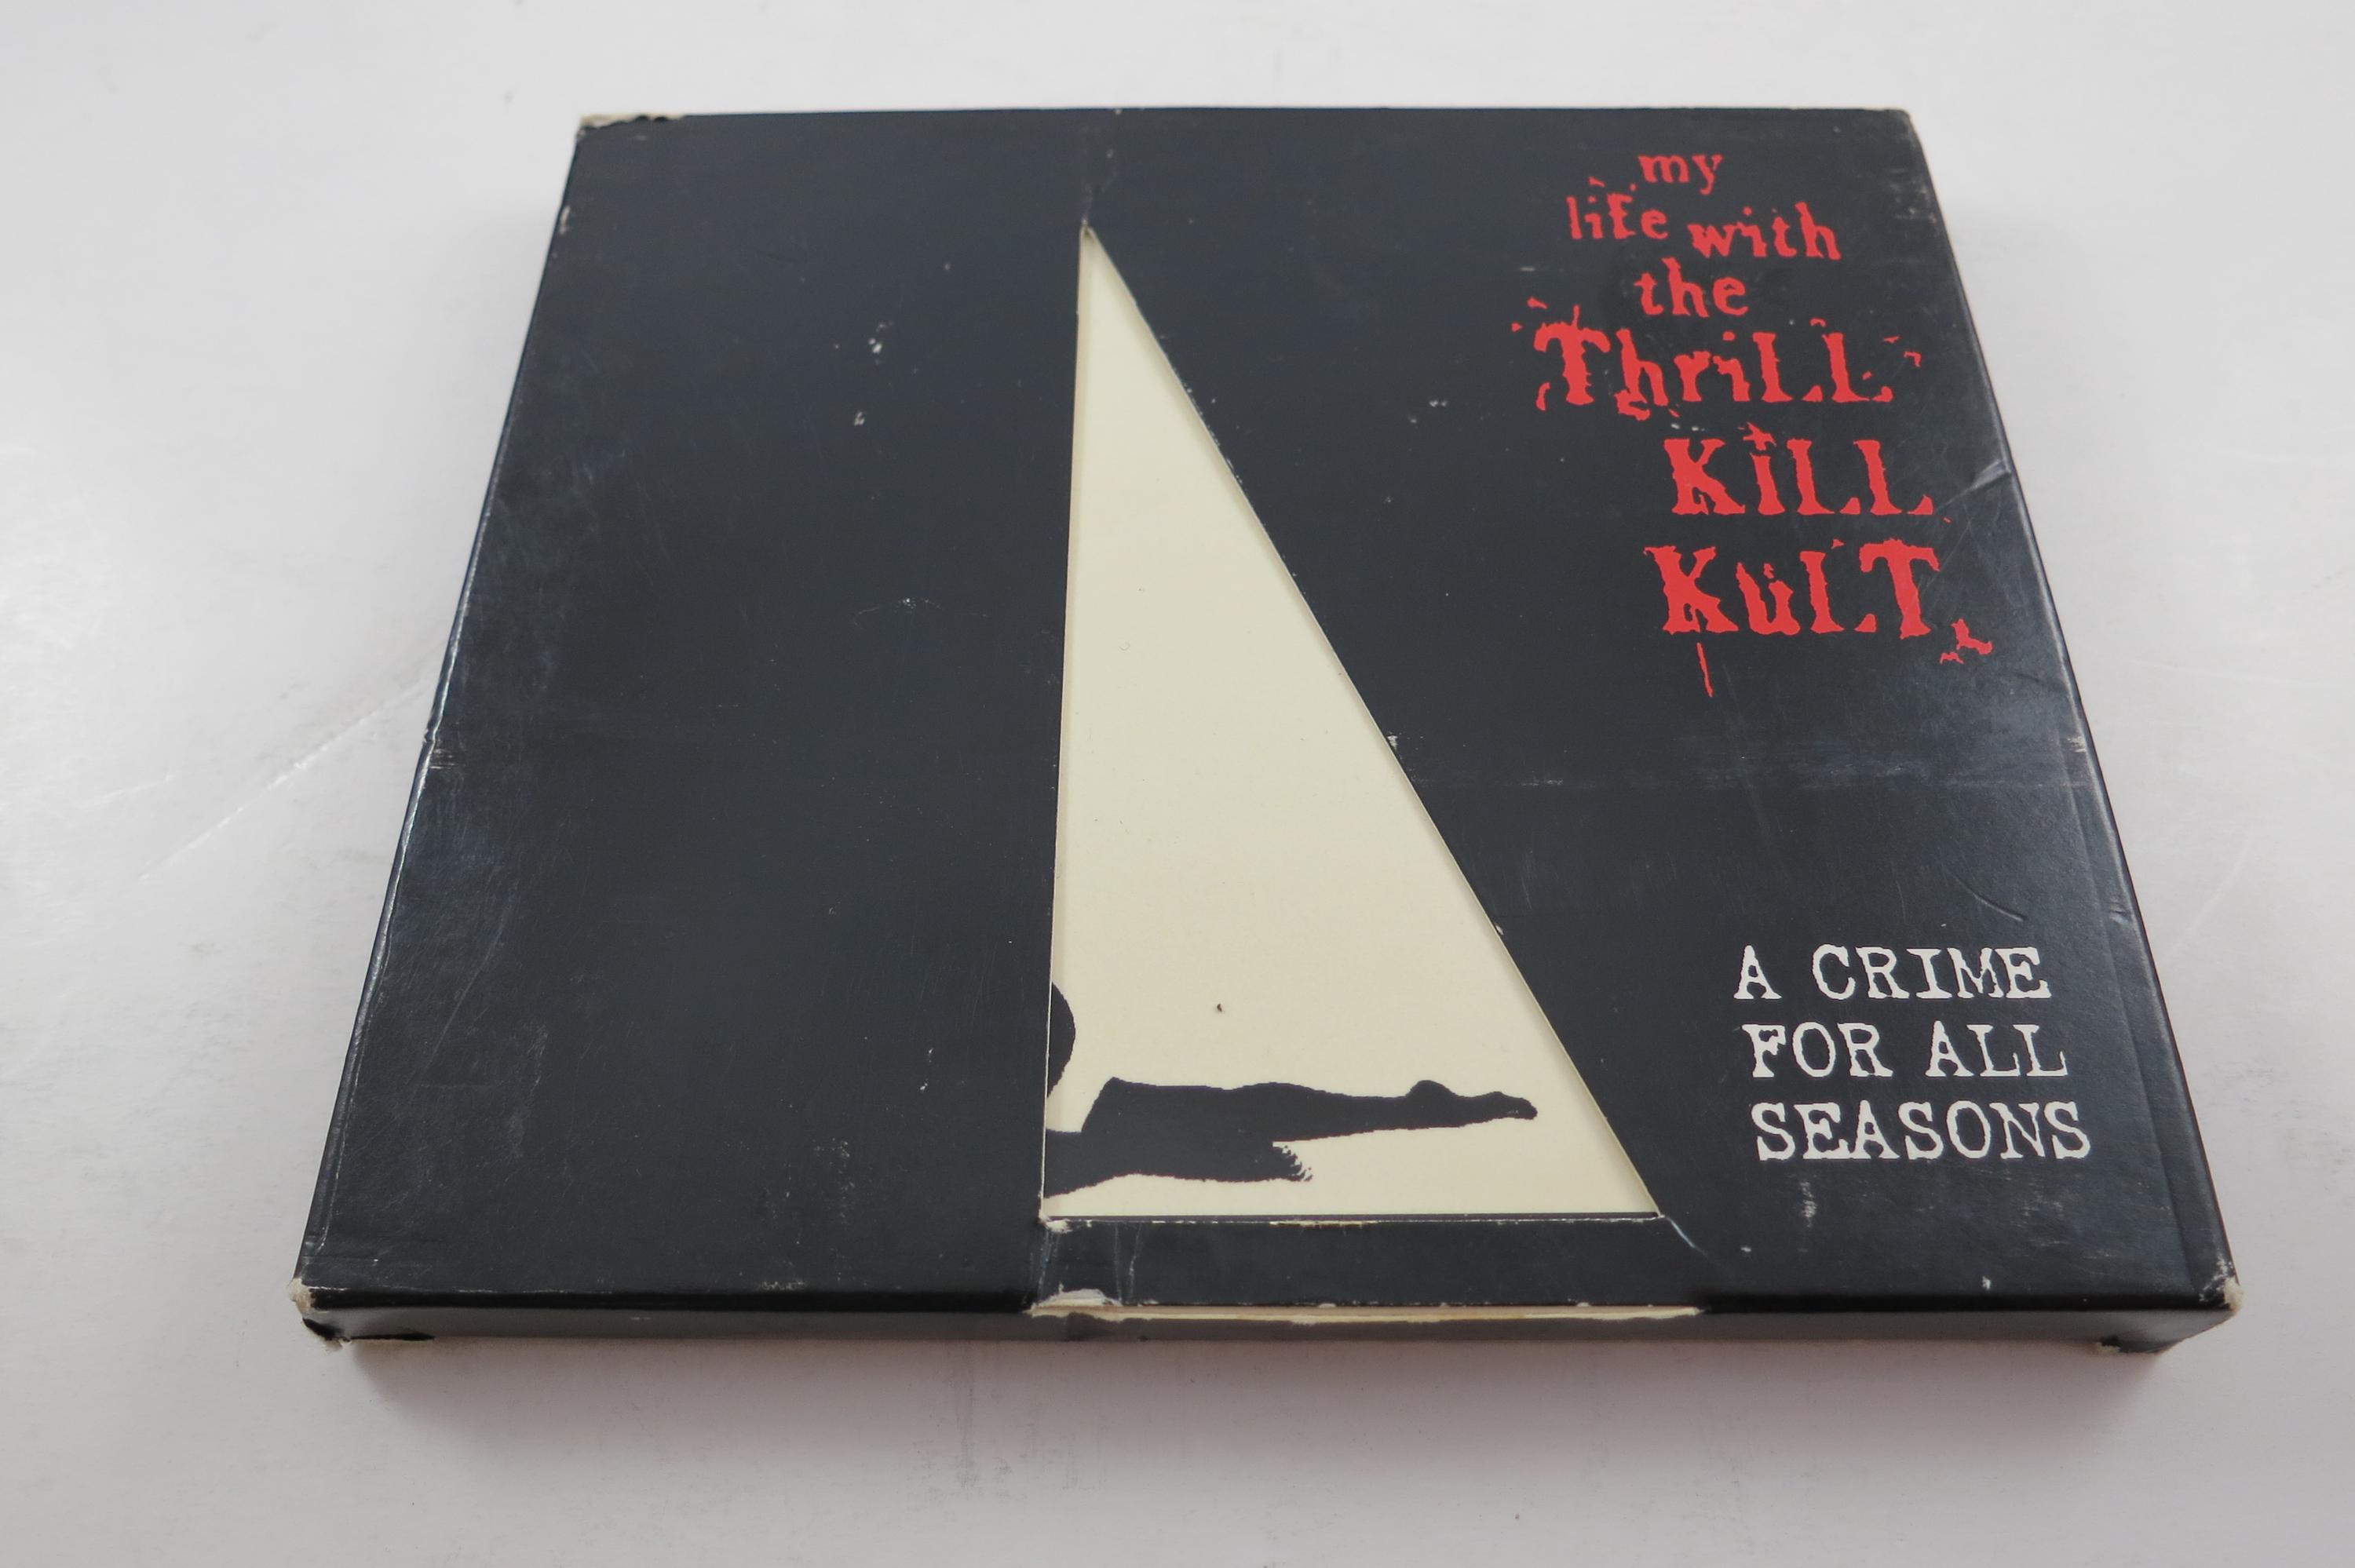 my
life with
the
ThriLL
KiLL
KuLT
A CRIME
FOR ALL
SEASONS